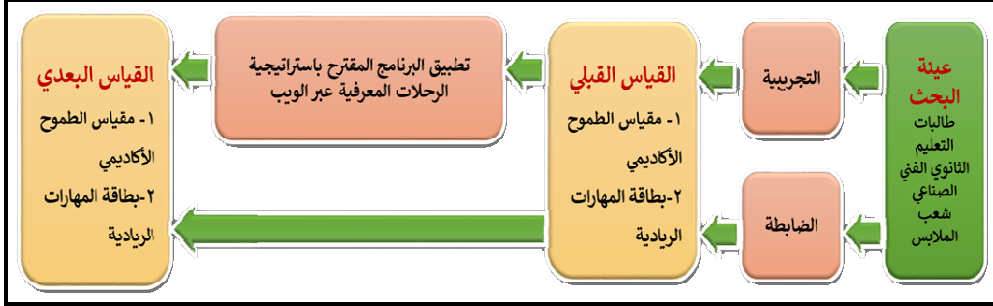 عينة
البحث
طالبات
التعليم
الثانوي الفني
الصناعي
شعب
الملابس
التجريبية
الضابطة
القياس القبلي
١- مقياس الطموح
الأكاديمي
٢-بطاقة المهارات
الريادية
تطبيق البرنامج المقترح باستراتيجية
الرحلات المعرفية عبر الويب
القياس البعدي
١- مقياس الطموح
الأكاديمي
٢-بطاقة المهارات
الريادية